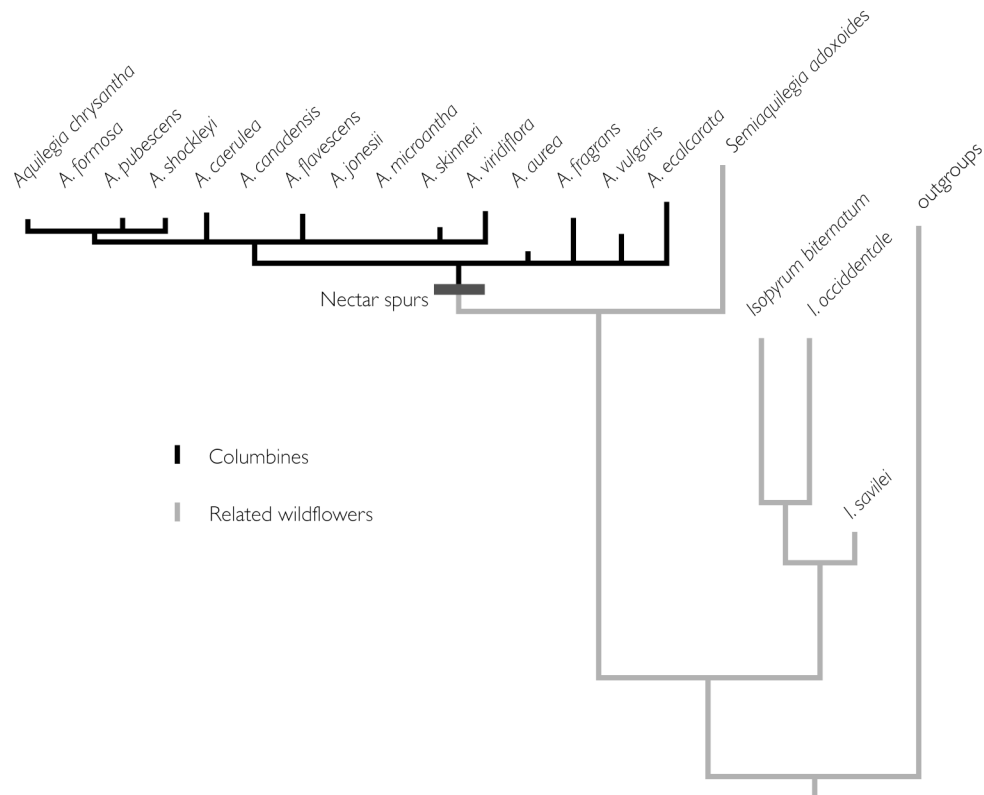 Aquilegia chrysantha
A. formosa
A. pubescens
A. shockleyi
A. caerulea
A. canadensis
A. flavescens
A. jonesii
A. microantha
A. skinneri
A. viridiflora
A. aurea
A. fragrans
A. vulgaris
A. ecalcarata
Semiaquilegia adoxoides
Isopyrum biternatum
I. occiddentale
I. savilei
outgroups
Nectar spurs
Columbines
Related wildflowers